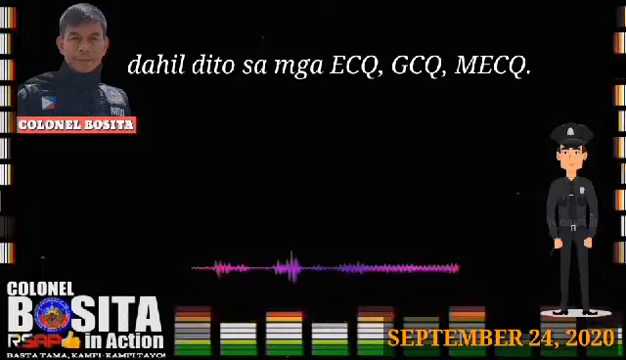 dahil dito sa mga ECQ, GCQ, MECQ.
COLONEL BOSITA
COLONEL
BOSITA
RSAP in Action
BASTA TAMA, KAMPI-KAMPI TAYO!
SEPTEMBER 24, 2020